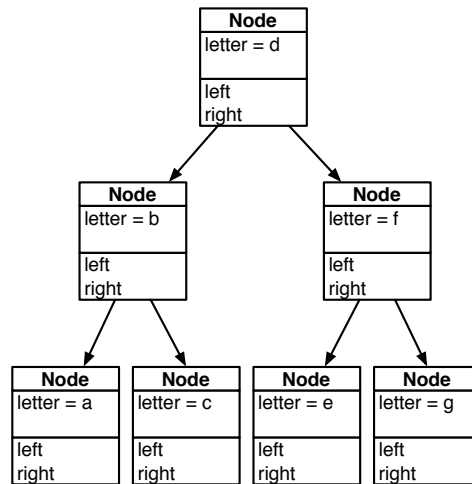 Node
letter = d
left
right
Node
letter = b
left
right
Node
letter = f
left
right
Node
letter = a
left
right
Node
letter = c
left
right
Node
letter = e
left
right
Node
letter = g
left
right